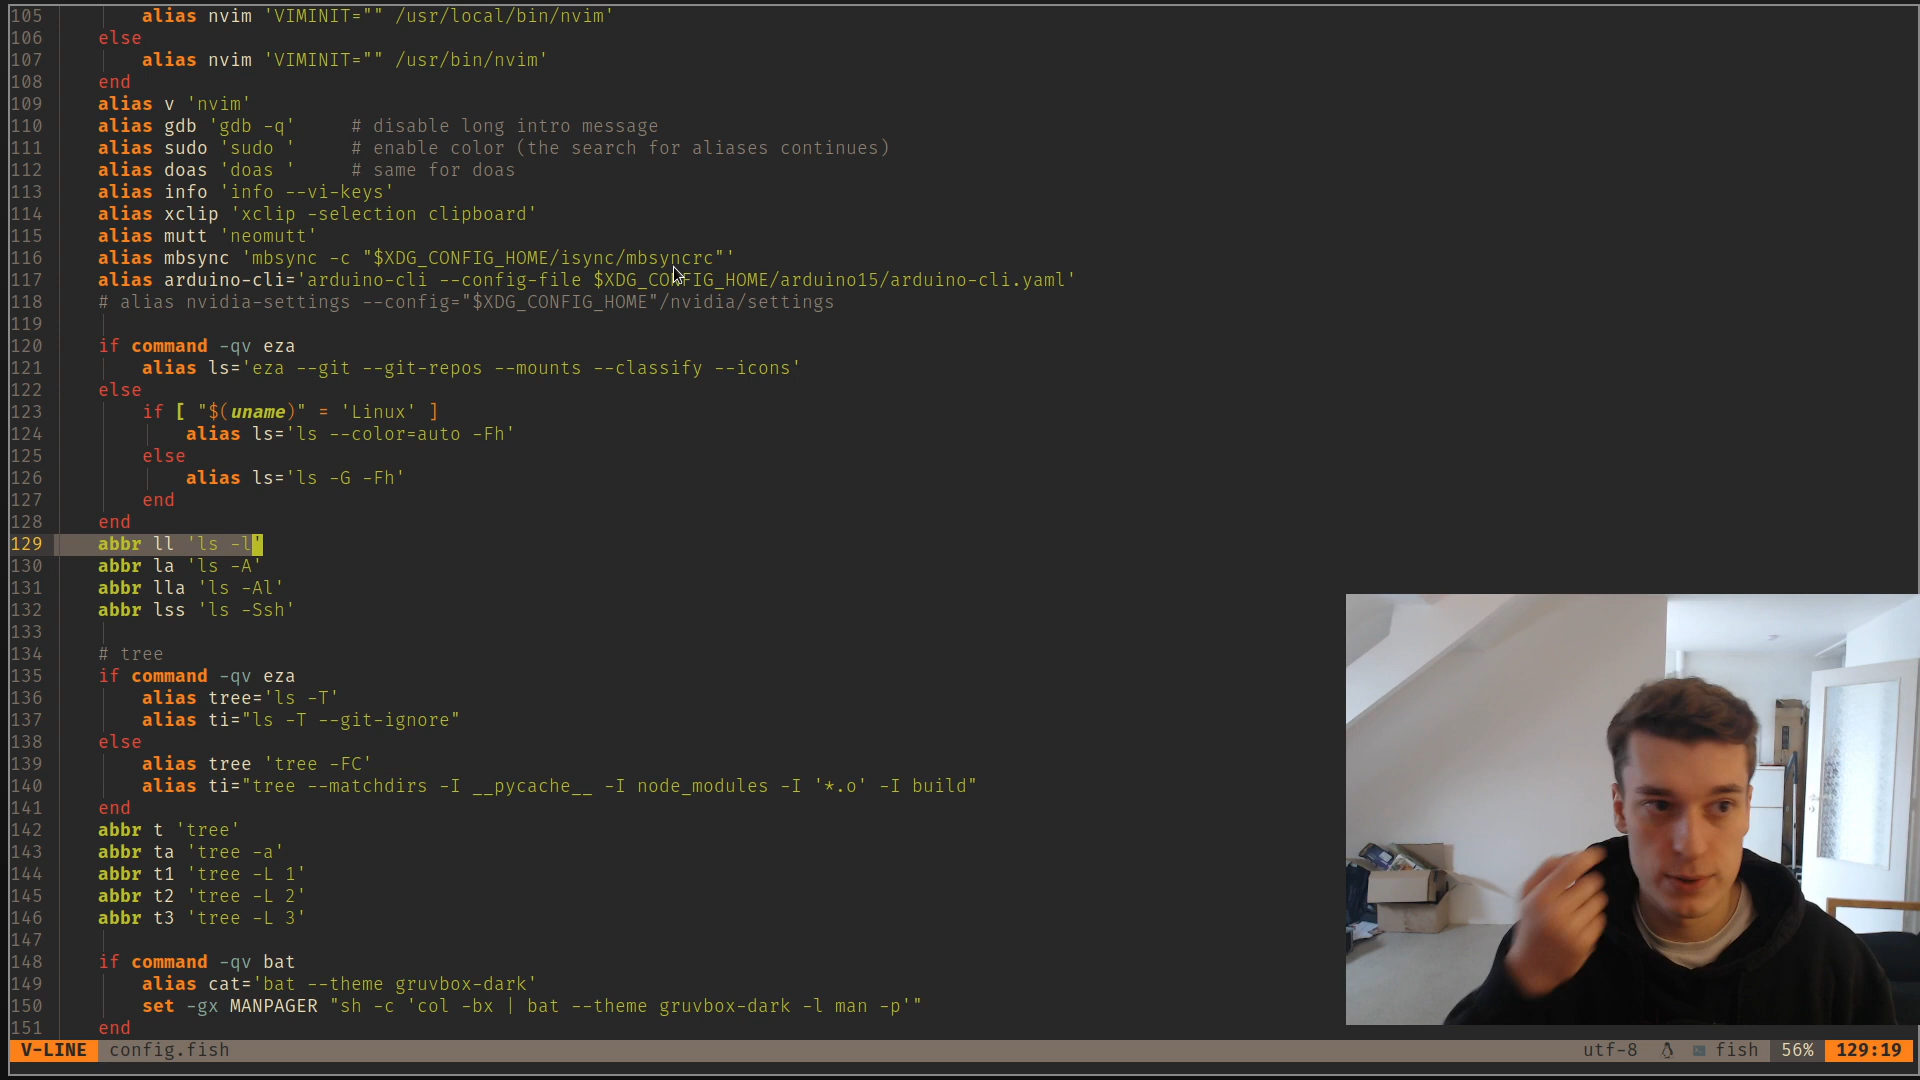 105 alias nvim 'VIMINIT="" /usr/local/bin/nvim'
106 else
107 alias nvim 'VIMINIT="" /usr/bin/nvim'
108 end
109 alias v 'nvim'
110 alias gdb 'gdb -q' # disable long intro message
111 alias sudo 'sudo ' # enable color (the search for aliases continues)
112 alias doas 'doas ' # same for doas
113 alias info 'info --vi-keys'
114 alias xclip 'xclip -selection clipboard'
115 alias mutt 'neomutt'
116 alias mbsync 'mbsync -c "$XDG_CONFIG_HOME/isync/mbsyncrc"'
117 alias arduino-cli='arduino-cli --config-file $XDG_CONFIG_HOME/arduino15/arduino-cli.yaml'
118 # alias nvidia-settings --config="$XDG_CONFIG_HOME"/nvidia/settings
119
120 if command -qv eza
121 alias ls='eza --git --git-repos --mounts --classify --icons'
122 else
123 if [ "$(uname)" = 'Linux' ]
124 alias ls='ls --color=auto -Fh'
125 else
126 alias ls='ls -G -Fh'
127 end
128 end
129 abbr ll 'ls -l'
130 abbr la 'ls -A'
131 abbr lla 'ls -Al'
132 abbr lss 'ls -Ssh'
133
134 # tree
135 if command -qv eza
136 alias tree='ls -T'
137 alias ti="ls -T --git-ignore"
138 else
139 alias tree 'tree -FC'
140 alias ti="tree --matchdirs -I __pycache__ -I node_modules -I '*.o' -I build"
141 end
142 abbr t 'tree'
143 abbr ta 'tree -a'
144 abbr t1 'tree -L 1'
145 abbr t2 'tree -L 2'
146 abbr t3 'tree -L 3'
147
148 if command -qv bat
149 alias cat='bat --theme gruvbox-dark'
150 set -gx MANPAGER "sh -c 'col -bx | bat --theme gruvbox-dark -l man -p'"
151 end
V-LINE config.fish utf-8 fish 56% 129:19